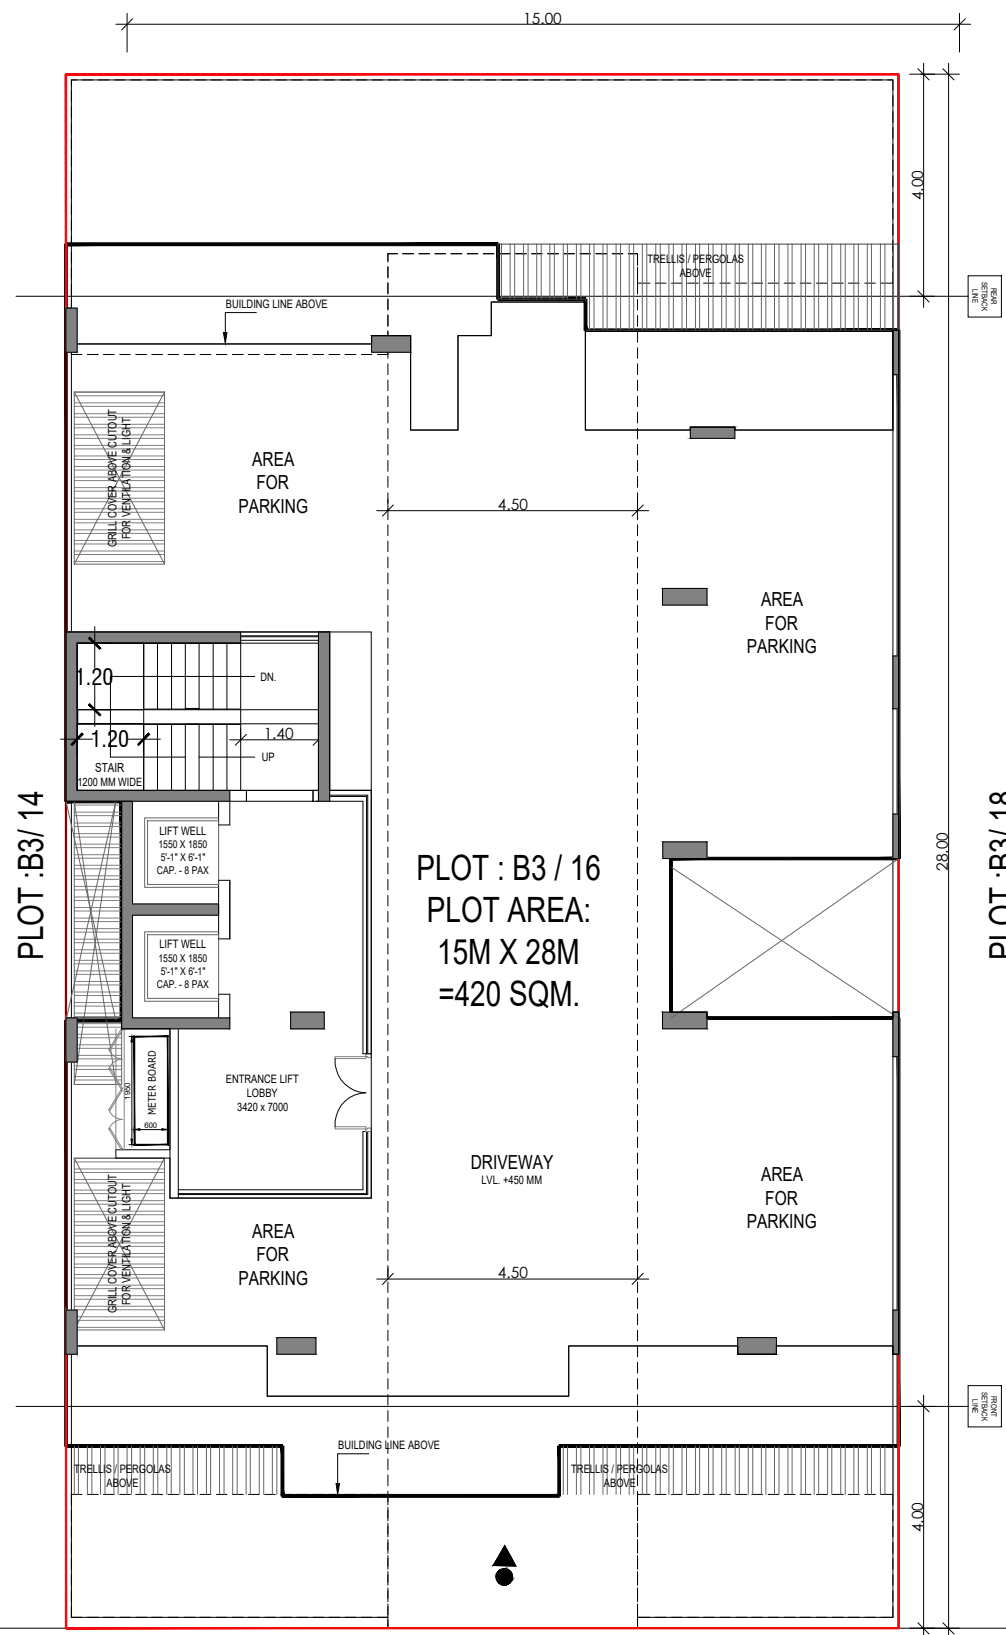 15.00
4.00
TRELLIS / PERGOLAS
ABOVE
REAR
SETBACK
LINE
BUILDING LINE ABOVE
GRILL COVER ABOVE CUTOUT
FOR VENTILATION & LIGHT
AREA
FOR
PARKING
4.50
AREA
FOR
PARKING
1.20
DN.
1.20
1.40
UP
STAIR
1200 MM WIDE
PLOT :B3/ 14
LIFT WELL
1550 X 1850
5'-1" X 6'-1"
CAP. - 8 PAX
PLOT : B3 / 16
PLOT AREA:
15M X 28M
=420 SQM.
28.00
PLOT :B3/ 18
LIFT WELL
1550 X 1850
5'-1" X 6'-1"
CAP. - 8 PAX
METER BOARD
1950
600
ENTRANCE LIFT
LOBBY
3420 x 7000
DRIVEWAY
LVL. +450 MM
GRILL COVER ABOVE CUTOUT
FOR VENTILATION & LIGHT
AREA
FOR
PARKING
AREA
FOR
PARKING
4.50
FRONT
SETBACK
LINE
BUILDING LINE ABOVE
TRELLIS / PERGOLAS
ABOVE
TRELLIS / PERGOLAS
ABOVE
4.00